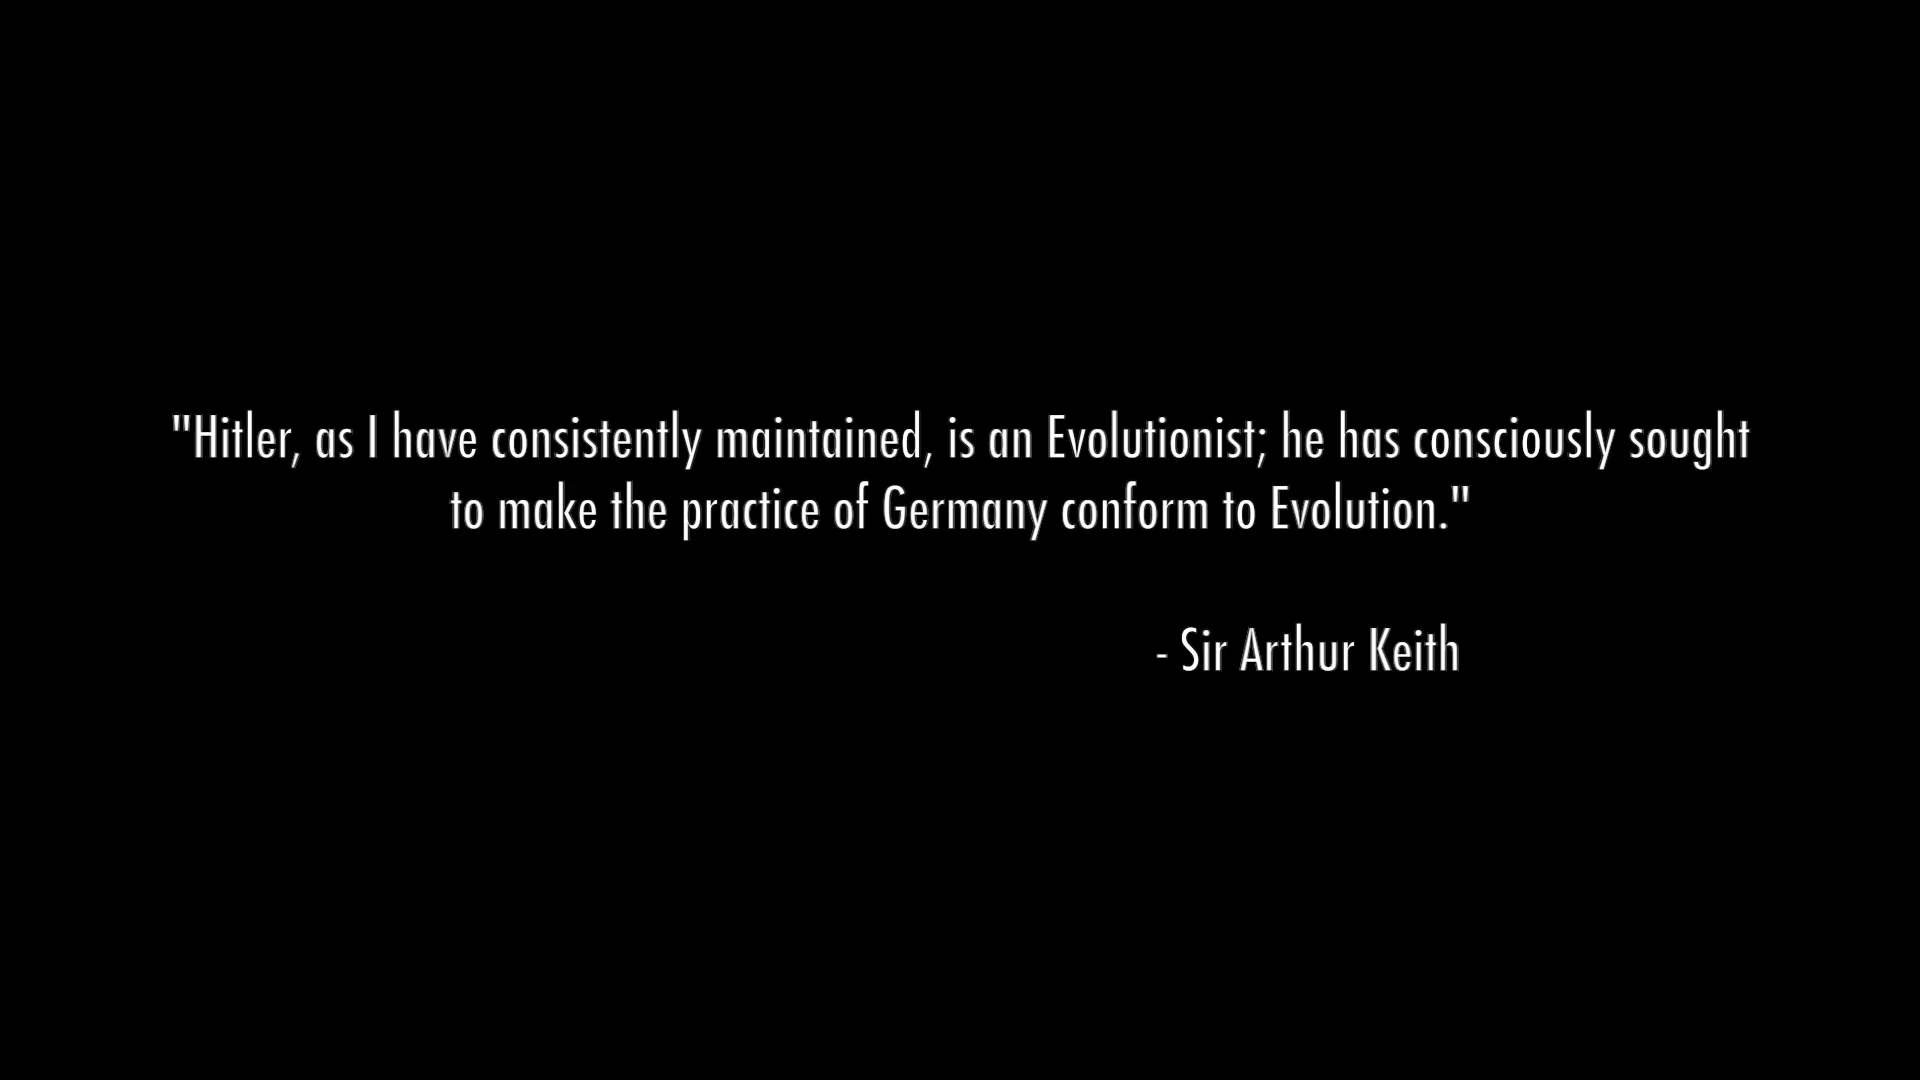 "Hitler, as I have consistently maintained, is an Evolutionist; he has consciously sought
to make the practice of Germany conform to Evolution."
- Sir Arthur Keith